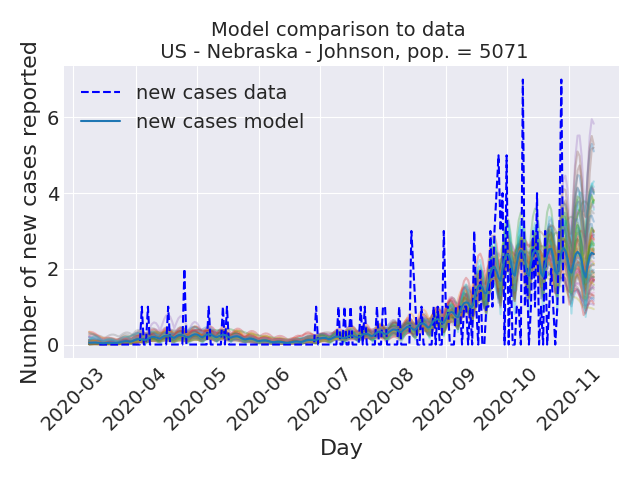 Model comparison to data
US - Nebraska - Johnson, pop. = 5071
Number of new cases reported
new cases data
new cases model
6
4
2
0
2020-03
2020-04
2020-05
2020-06
2020-07
2020-08
2020-09
2020-10
2020-11
Day